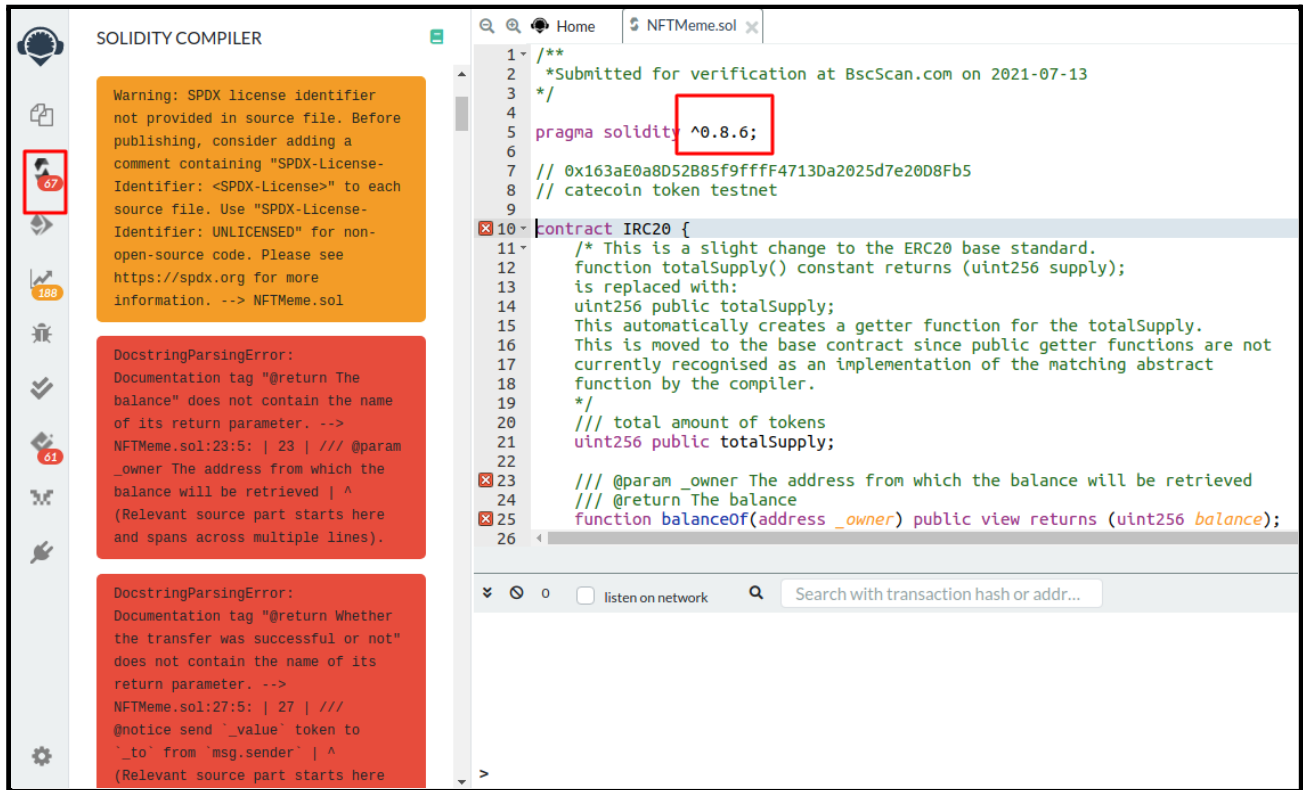 SOLIDITY COMPILER
Warning: SPDX license identifier
not provided in source file. Before
publishing, consider adding a
comment containing "SPDX-License-
Identifier: <SPDX-License>" to each
source file. Use "SPDX-License-
Identifier: UNLICENSED" for non-
open-source code. Please see
https://spdx.org for more
information. --> NFTMeme.sol
DocstringParsingError:
Documentation tag "@return The
balance" does not contain the name
of its return parameter. -->
NFTMeme.sol:23:5: | 23 | /// @param
_owner The address from which the
balance will be retrieved | ^
(Relevant source part starts here
and spans across multiple lines).
DocstringParsingError:
Documentation tag "@return Whether
the transfer was successful or not"
does not contain the name of its
return parameter. -->
NFTMeme.sol:27:5: | 27 | ///
@notice send `_value` token to
`_to` from `msg.sender` | ^
(Relevant source part starts here
67
188
61
Home
NFTMeme.sol
1 /**
2 *Submitted for verification at BscScan.com on 2021-07-13
3 */
4
5 pragma solidity ^0.8.6;
6
7 // 0x163aE0a8D52B85f9fffF4713Da2025d7e20D8Fb5
8 // catecoin token testnet
9
10 contract IRC20 {
11 /* This is a slight change to the ERC20 base standard.
12 function totalSupply() constant returns (uint256 supply);
13 is replaced with:
14 uint256 public totalSupply;
15 This automatically creates a getter function for the totalSupply.
16 This is moved to the base contract since public getter functions are not
17 currently recognised as an implementation of the matching abstract
18 function by the compiler.
19 */
20 /// total amount of tokens
21 uint256 public totalSupply;
22
23 /// @param _owner The address from which the balance will be retrieved
24 /// @return The balance
25 function balanceOf(address _owner) public view returns (uint256 balance);
26
0 listen on network Search with transaction hash or addr...
>